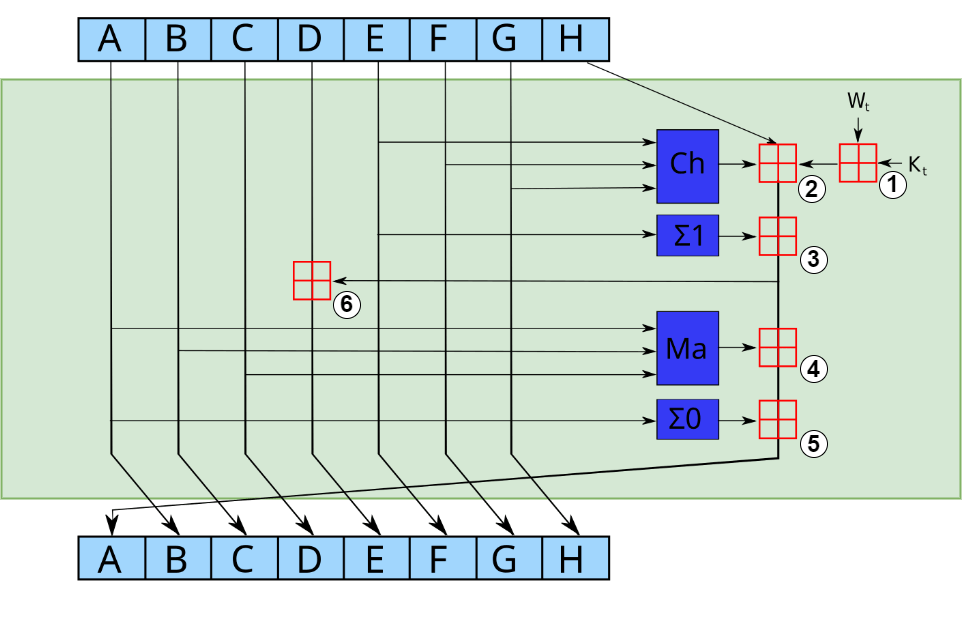 A B C D E F G H
Wt
Ch
Kt
1
2
Σ1
3
6
Ma
4
Σ0
5
A B C D E F G H